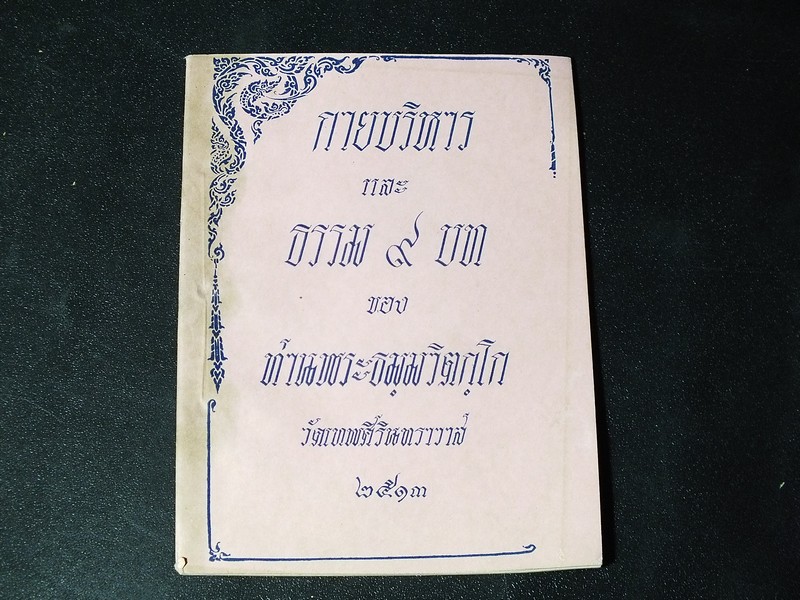 กายบริหาร
และ
ธรรม ๙ บท
ของ
ท่านพระธมฺมวิตกฺโก
วัดเทพศิรินทราวาส
๒๕๑๓